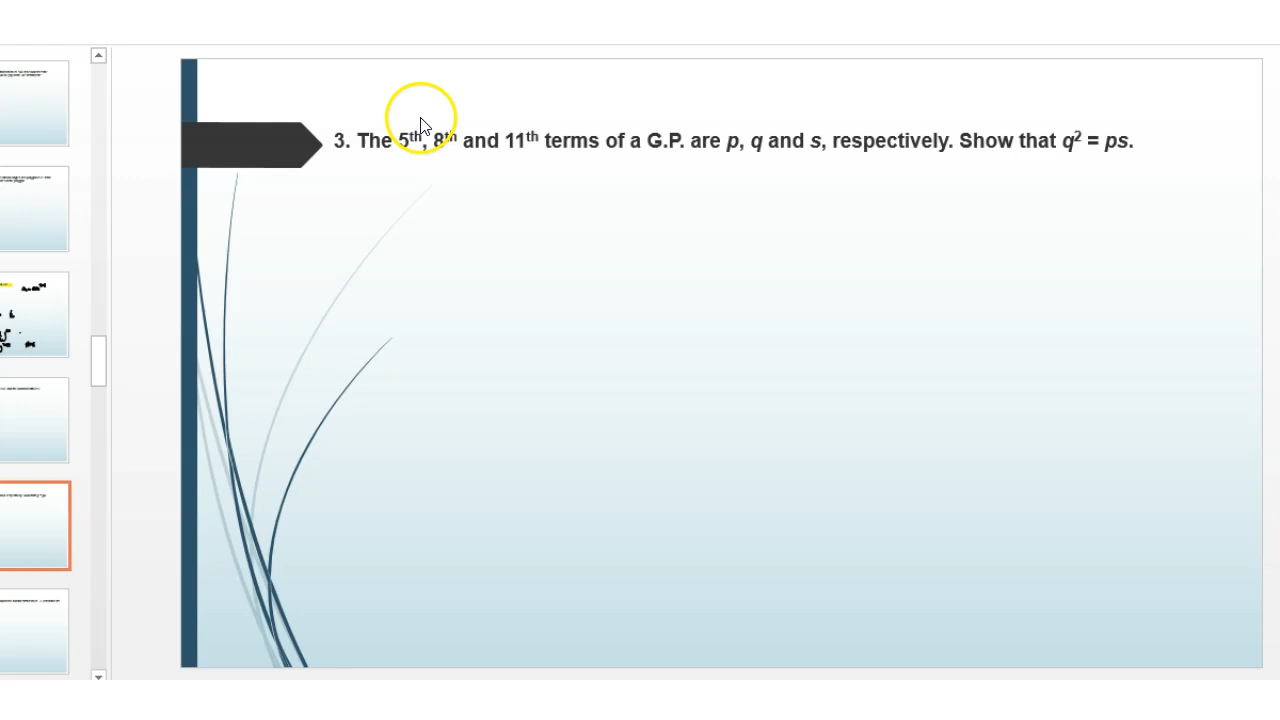 3. The 5th, 8th and 11th terms of a G.P. are p, q and s, respectively. Show that q² = ps.